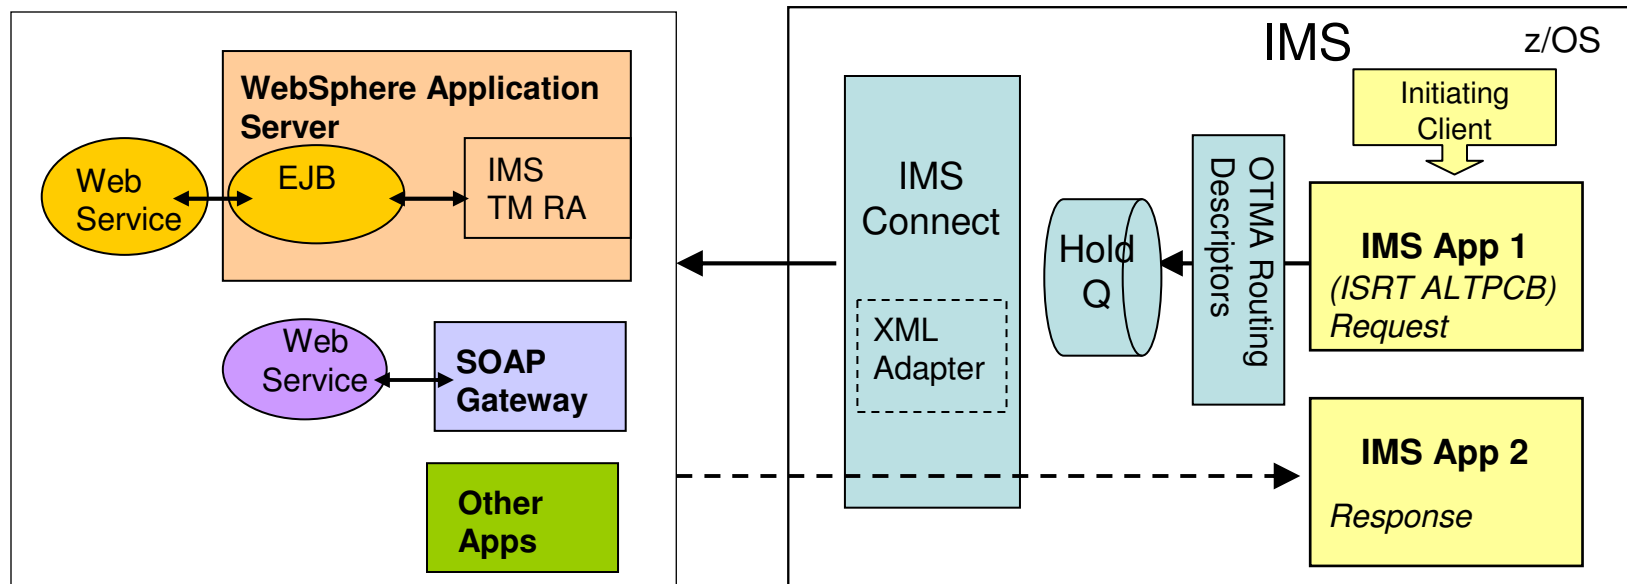 WebSphere Application
Server
Web
Service
EJB
IMS
TM RA
Web
Service
SOAP
Gateway
Other
Apps
IMS
z/OS
IMS
Connect
XML
Adapter
Hold
Q
OTMA Routing
Descriptors
Initiating
Client
IMS App 1
(ISRT ALTPCB)
Request
IMS App 2
Response